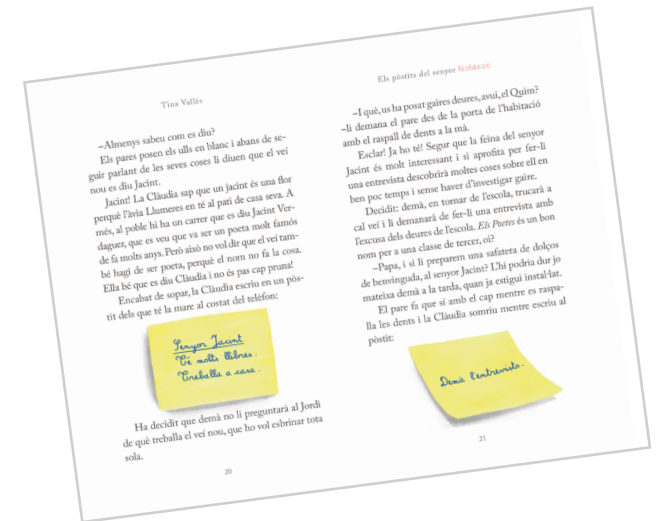 Tina Vallès
–Almenys sabeu com es diu?
Els pares posen els ulls en blanc i abans de se-
guir parlant de les seves coses li diuen que el veí
nou es diu Jacint.
Jacint! La Clàudia sap que un jacint és una flor
perquè l'àvia Llumeres en té al pati de casa seva. A
més, al poble hi ha un carrer que es diu Jacint Ver-
daguer, que es veu que va ser un poeta molt famós
de fa molts anys. Però això no vol dir que el veí tam-
bé hagi de ser poeta, perquè el nom no fa la cosa.
Ella bé que es diu Clàudia i no és pas cap pruna!
Encabat de sopar, la Clàudia escriu en un pòs-
tit dels que té la mare al costat del telèfon:
Senyor Jacint
Té molts llibres.
Treballa a casa.
Ha decidit que demà no li preguntarà al Jordi
de què treballa el veí nou, que ho vol esbrinar tota
sola.
20
Els pòstits del senyor
–I què, us ha posat gaires deures, avui, el Quim?
–li demana el pare des de la porta de l'habitació
amb el raspall de dents a la mà.
Esclar! Ja ho té! Segur que la feina del senyor
Jacint és molt interessant i si aprofita per fer-li
una entrevista descobrirà moltes coses sobre ell en
ben poc temps i sense haver d'investigar gaire.
Decidit: demà, en tornar de l'escola, trucarà a
cal veí i li demanarà de fer-li una entrevista amb
l'excusa dels deures de l'escola. Els Poetes és un bon
nom per a una classe de tercer, oi?
–Papa, i si li preparem una safateta de dolços
de benvinguda, al senyor Jacint? L'hi podria dur jo
mateixa demà a la tarda, quan ja estigui instal·lat.
El pare fa que sí amb el cap mentre es raspa-
lla les dents i la Clàudia somriu mentre escriu al
pòstit:
Demà l'entrevisto.
21